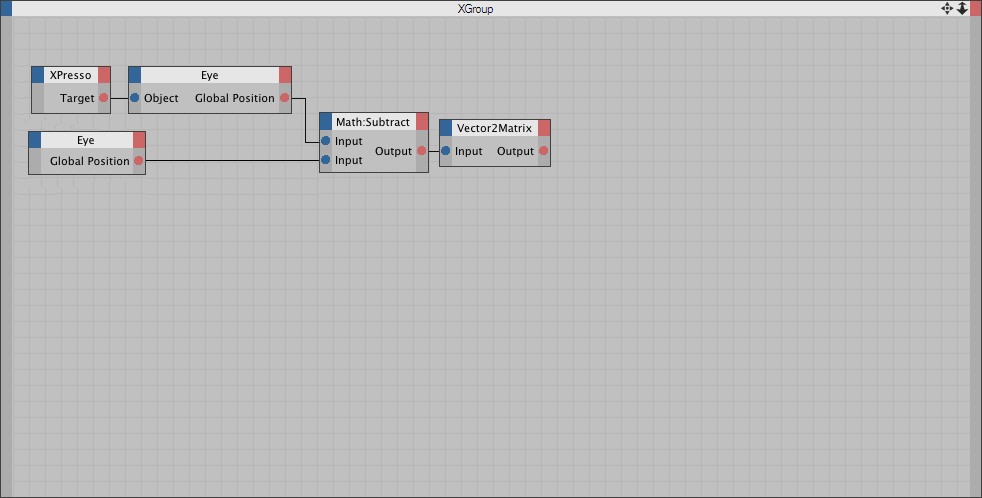 XGroup
XPresso
Target
Eye
Object Global Position
Eye
Global Position
Math:Subtract
Input
Output
Input
Vector2Matrix
Input Output